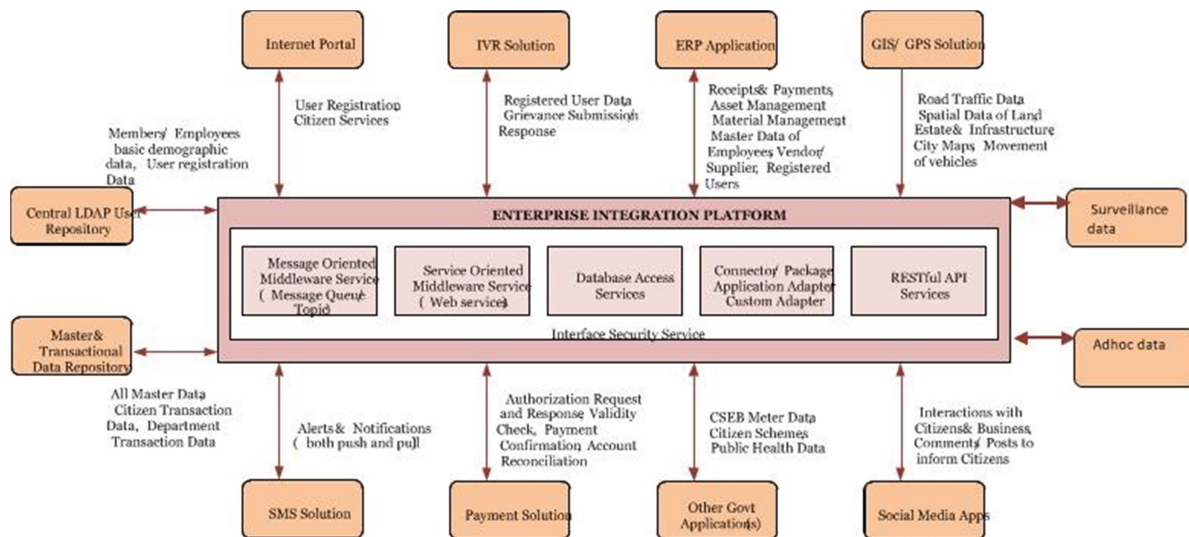 Internet Portal
IVR Solution
ERP Application
GIS/ GPS Solution
User Registration,
Citizen Services
Registered User Data,
Grievance Submission,
Response
Receipts& Payments,
Asset Management,
Material Management,
Master Data of
Employees, Vendor/
Supplier, Registered
Users
Road Traffic Data,
Spatial Data of Land,
Estate& Infrastructure,
City Maps, Movement
of vehicles
Members/ Employees
basic demographic
data, User registration
Data
Central LDAP User
Repository
ENTERPRISE INTEGRATION PLATFORM
Surveillance
data
Message Oriented
Middleware Service
( Message Queue/
Topic)
Service Oriented
Middleware Service
( Web services)
Database Access
Services
Connector/ Package
Application Adapter,
Custom Adapter
RESTful API
Services
Interface Security Service
Master&
Transactional
Data Repository
Adhoc data
All Master Data,
Citizen Transaction
Data, Department
Transaction Data
Alerts& Notifications
( both push and pull)
Authorization Request
and Response, Validity
Check, Payment
Confirmation, Account
Reconciliation
CSEB Meter Data,
Citizen Schemes,
Public Health Data
Interactions with
Citizens& Business,
Comments/ Posts to
inform Citizens
SMS Solution
Payment Solution
Other Govt
Application(s)
Social Media Apps